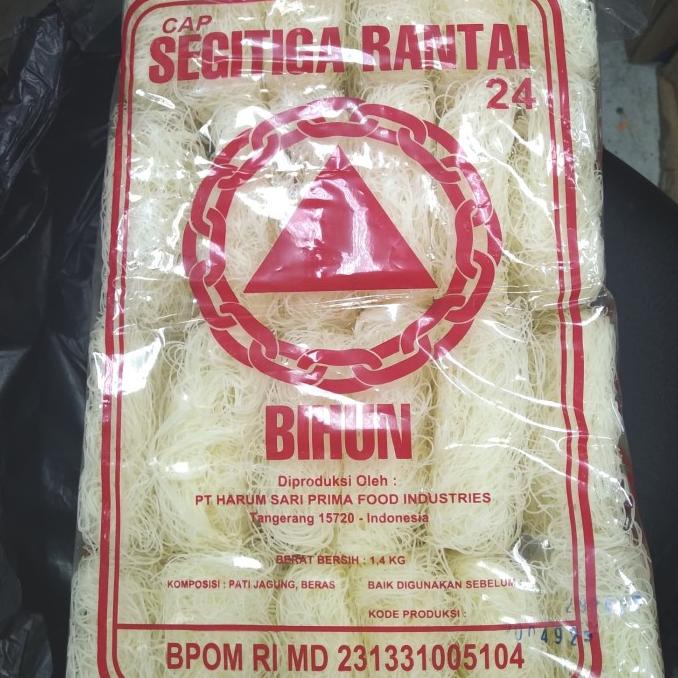 CAP
SEGITIGA RANTAI
24
BIHUN
Diproduksi Oleh :
PT HARUM SARI PRIMA FOOD INDUSTRIES
Tangerang 15720 - Indonesia
BERAT BERSIH : 1,4 KG
KOMPOSISI : PATI JAGUNG, BERAS
BAIK DIGUNAKAN SEBELUM
KODE PRODUKSI :
BPOM RI MD 231331005104